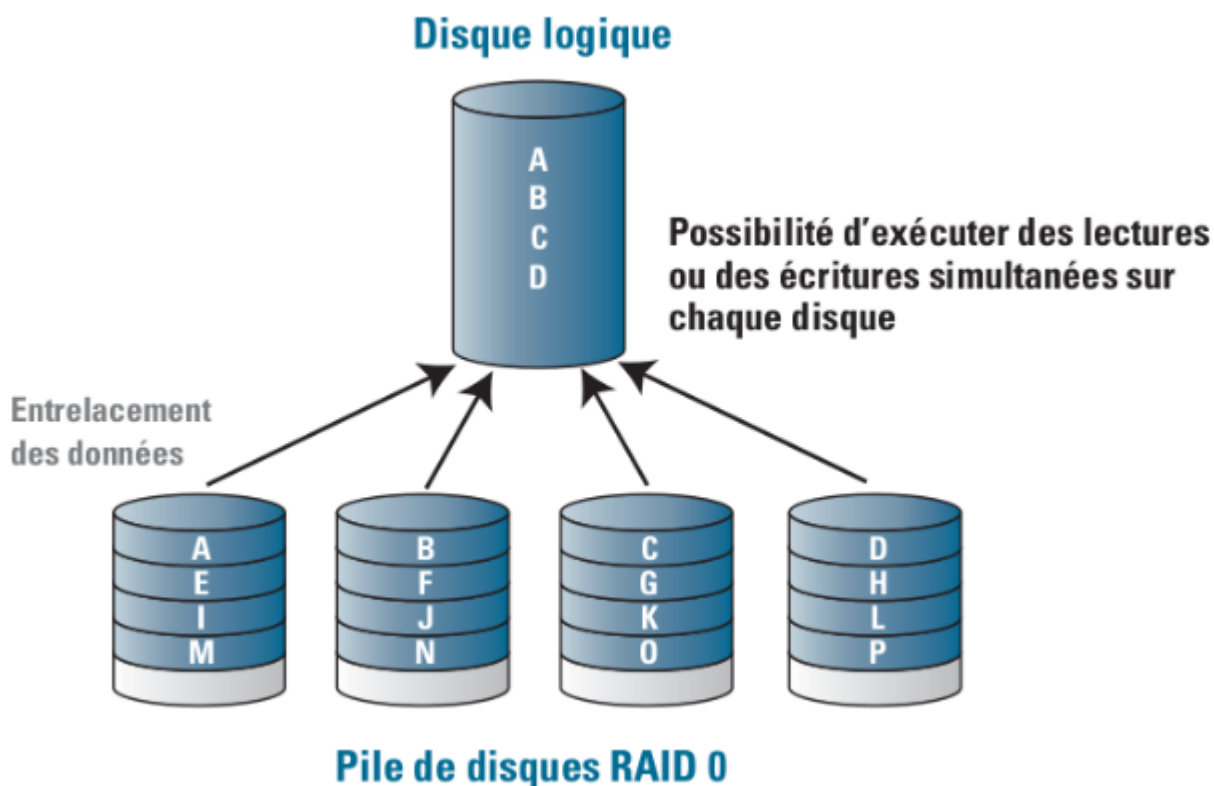 Disque logique
A
B
C
D
Possibilité d'exécuter des lectures
ou des écritures simultanées sur
chaque disque
Entrelacement
des données
A
E
I
M
B
F
J
N
C
G
K
O
D
H
L
P
Pile de disques RAID 0